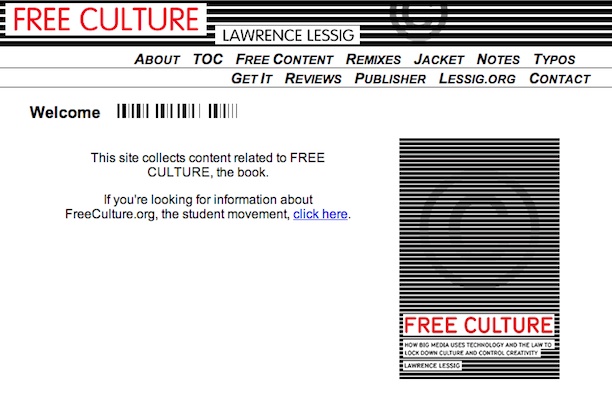 FREE CULTURE
LAWRENCE LESSIG
ABOUT TOC FREE CONTENT REMIXES JACKET NOTES TYPOS
GET IT REVIEWS PUBLISHER LESSIG.ORG CONTACT
Welcome
This site collects content related to FREE
CULTURE, the book.
If you're looking for information about
FreeCulture.org, the student movement, click here.
©
FREE CULTURE
HOW BIG MEDIA USES TECHNOLOGY AND THE LAW TO
LOCK DOWN CULTURE AND CONTROL CREATIVITY
LAWRENCE LESSIG